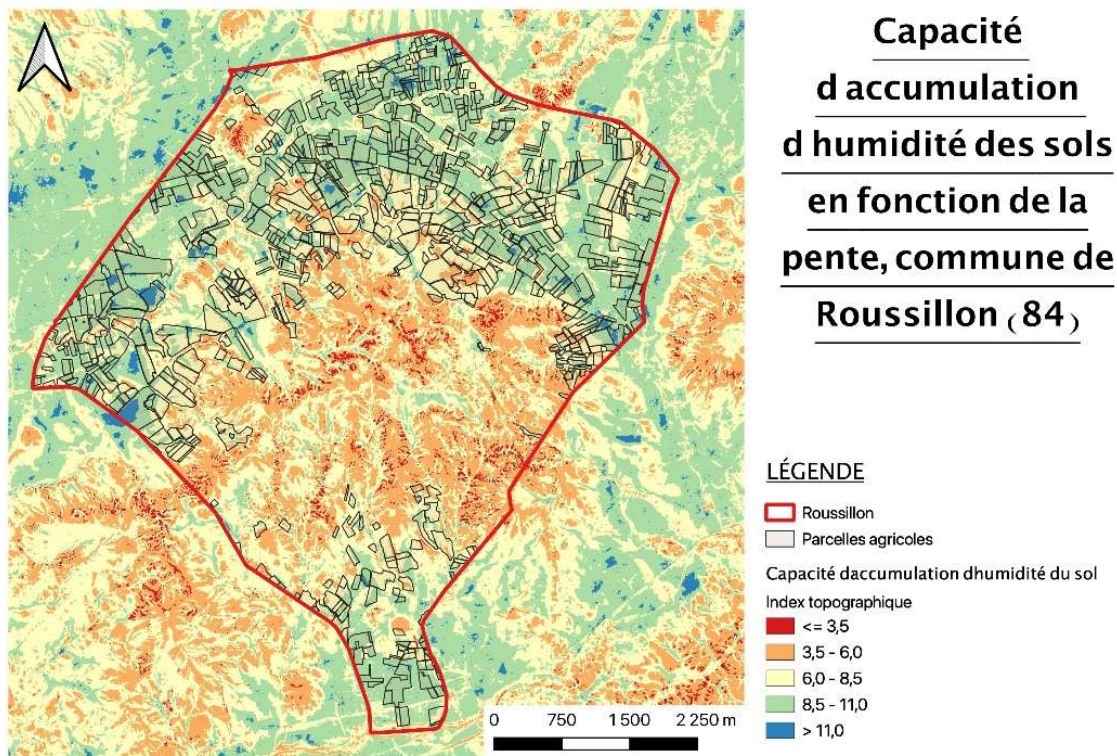 Capacité
d accumulation
d humidité des sols
en fonction de la
pente, commune de
Roussillon (84)
LÉGENDE
Roussillon
Parcelles agricoles
Capacité daccumulation dhumidité du sol
Index topographique
<= 3,5
3,5 - 6,0
6,0 - 8,5
8,5 - 11,0
> 11,0
0 750 1 500 2 250 m